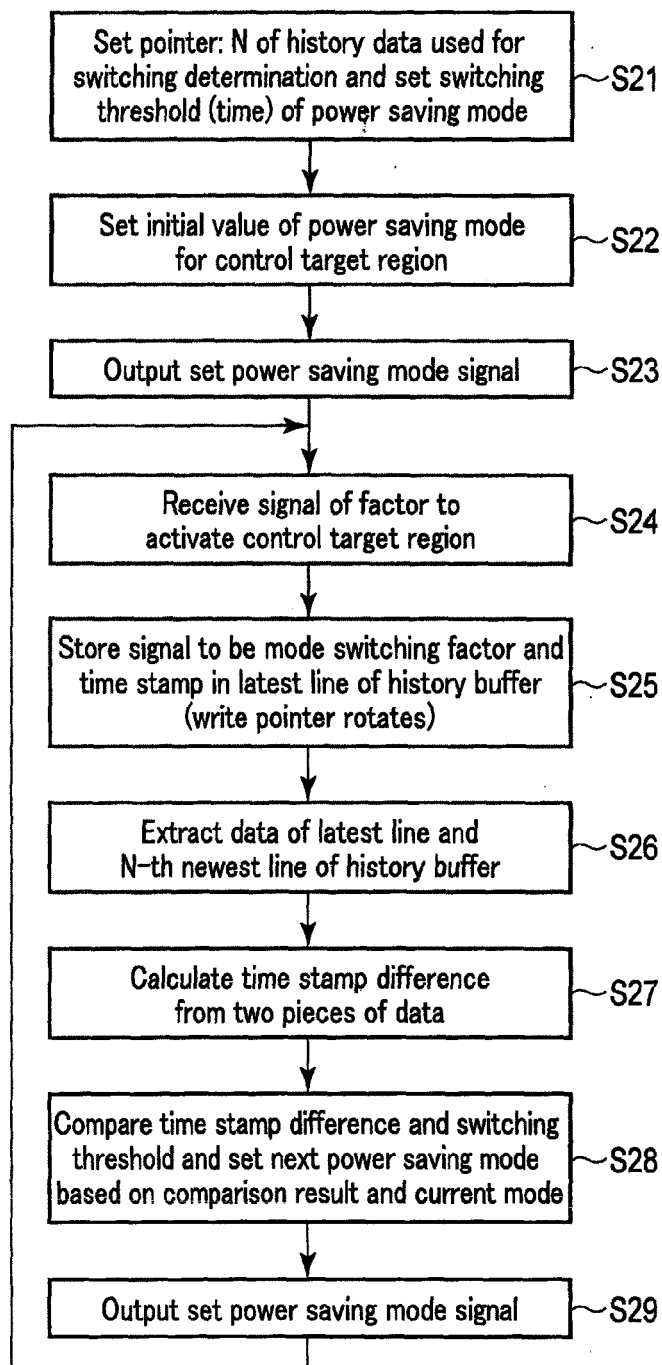 Set pointer: N of history data used for
switching determination and set switching
threshold (time) of power saving mode
S21
Set initial value of power saving mode
for control target region
S22
Output set power saving mode signal
S23
Receive signal of factor to
activate control target region
S24
Store signal to be mode switching factor and
time stamp in latest line of history buffer
(write pointer rotates)
S25
Extract data of latest line and
N-th newest line of history buffer
S26
Calculate time stamp difference
from two pieces of data
S27
Compare time stamp difference and switching
threshold and set next power saving mode
based on comparison result and current mode
S28
Output set power saving mode signal
S29